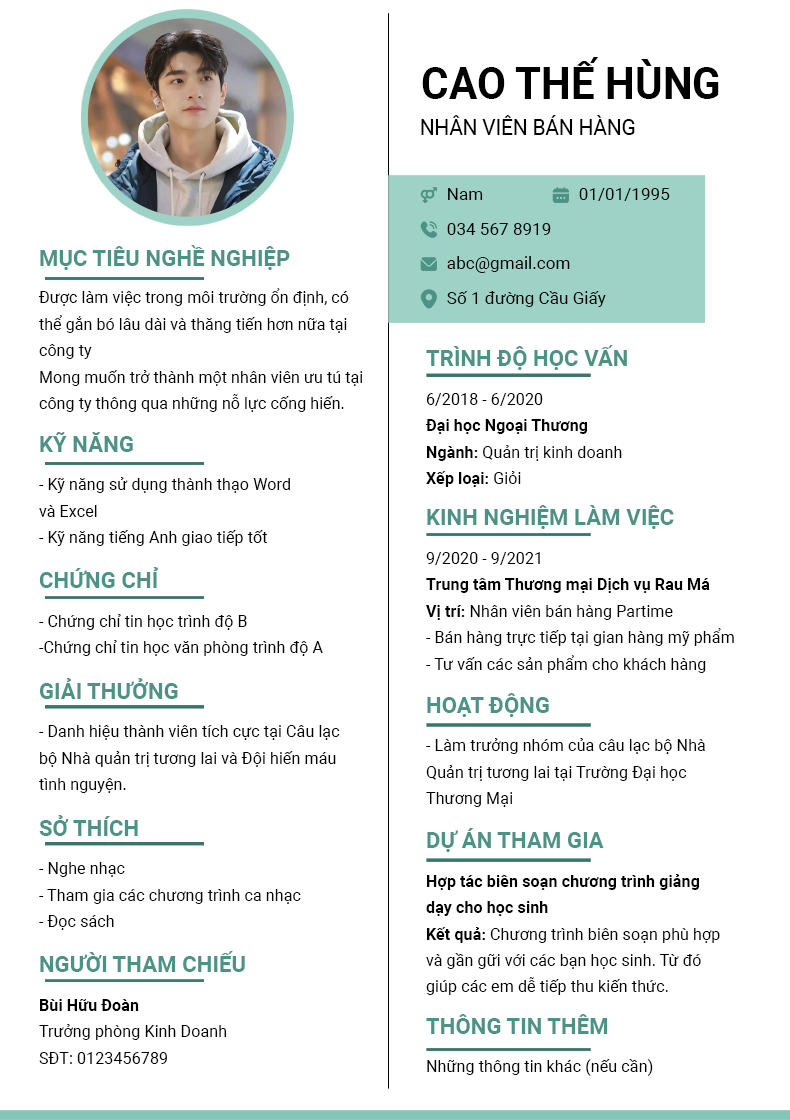 CAO THẾ HÙNG
NHÂN VIÊN BÁN HÀNG
Nam
01/01/1995
034 567 8919
abc@gmail.com
Số 1 đường Cầu Giấy
MỤC TIÊU NGHỀ NGHIỆP
Được làm việc trong môi trường ổn định, có
thể gắn bó lâu dài và thăng tiến hơn nữa tại
công ty
Mong muốn trở thành một nhân viên ưu tú tại
công ty thông qua những nỗ lực cống hiến.
KỸ NĂNG
- Kỹ năng sử dụng thành thạo Word
và Excel
- Kỹ năng tiếng Anh giao tiếp tốt
CHỨNG CHỈ
- Chứng chỉ tin học trình độ B
-Chứng chỉ tin học văn phòng trình độ A
GIẢI THƯỞNG
- Danh hiệu thành viên tích cực tại Câu lạc
bộ Nhà quản trị tương lai và Đội hiến máu
tình nguyện.
SỞ THÍCH
- Nghe nhạc
- Tham gia các chương trình ca nhạc
- Đọc sách
NGƯỜI THAM CHIẾU
Bùi Hữu Đoàn
Trưởng phòng Kinh Doanh
SĐT: 0123456789
TRÌNH ĐỘ HỌC VẤN
6/2018 - 6/2020
Đại học Ngoại Thương
Ngành: Quản trị kinh doanh
Xếp loại: Giỏi
KINH NGHIỆM LÀM VIỆC
9/2020 - 9/2021
Trung tâm Thương mại Dịch vụ Rau Má
Vị trí: Nhân viên bán hàng Partime
- Bán hàng trực tiếp tại gian hàng mỹ phẩm
- Tư vấn các sản phẩm cho khách hàng
HOẠT ĐỘNG
- Làm trưởng nhóm của câu lạc bộ Nhà
Quản trị tương lai tại Trường Đại học
Thương Mại
DỰ ÁN THAM GIA
Hợp tác biên soạn chương trình giảng
dạy cho học sinh
Kết quả: Chương trình biên soạn phù hợp
và gần gũi với các bạn học sinh. Từ đó
giúp các em dễ tiếp thu kiến thức.
THÔNG TIN THÊM
Những thông tin khác (nếu cần)